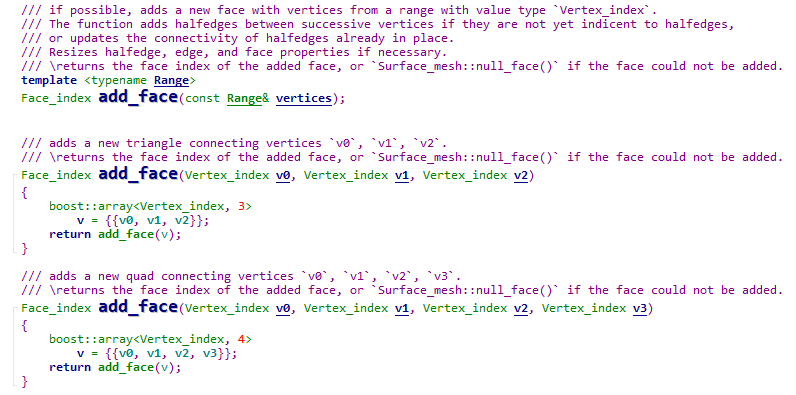 /// if possible, adds a new face with vertices from a range with value type `Vertex_index`.
/// The function adds halfedges between successive vertices if they are not yet indicent to halfedges,
/// or updates the connectivity of halfedges already in place.
/// Resizes halfedge, edge, and face properties if necessary.
/// \returns the face index of the added face, or `Surface_mesh::null_face()` if the face could not be added.
template <typename Range>
Face_index add_face(const Range& vertices);
/// adds a new triangle connecting vertices `v0`, `v1`, `v2`.
/// \returns the face index of the added face, or `Surface_mesh::null_face()` if the face could not be added.
Face_index add_face(Vertex_index v0, Vertex_index v1, Vertex_index v2)
{
boost::array<Vertex_index, 3>
v = {{v0, v1, v2}};
return add_face(v);
}
/// adds a new quad connecting vertices `v0`, `v1`, `v2`, `v3`.
/// \returns the face index of the added face, or `Surface_mesh::null_face()` if the face could not be added.
Face_index add_face(Vertex_index v0, Vertex_index v1, Vertex_index v2, Vertex_index v3)
{
boost::array<Vertex_index, 4>
v = {{v0, v1, v2, v3}};
return add_face(v);
}